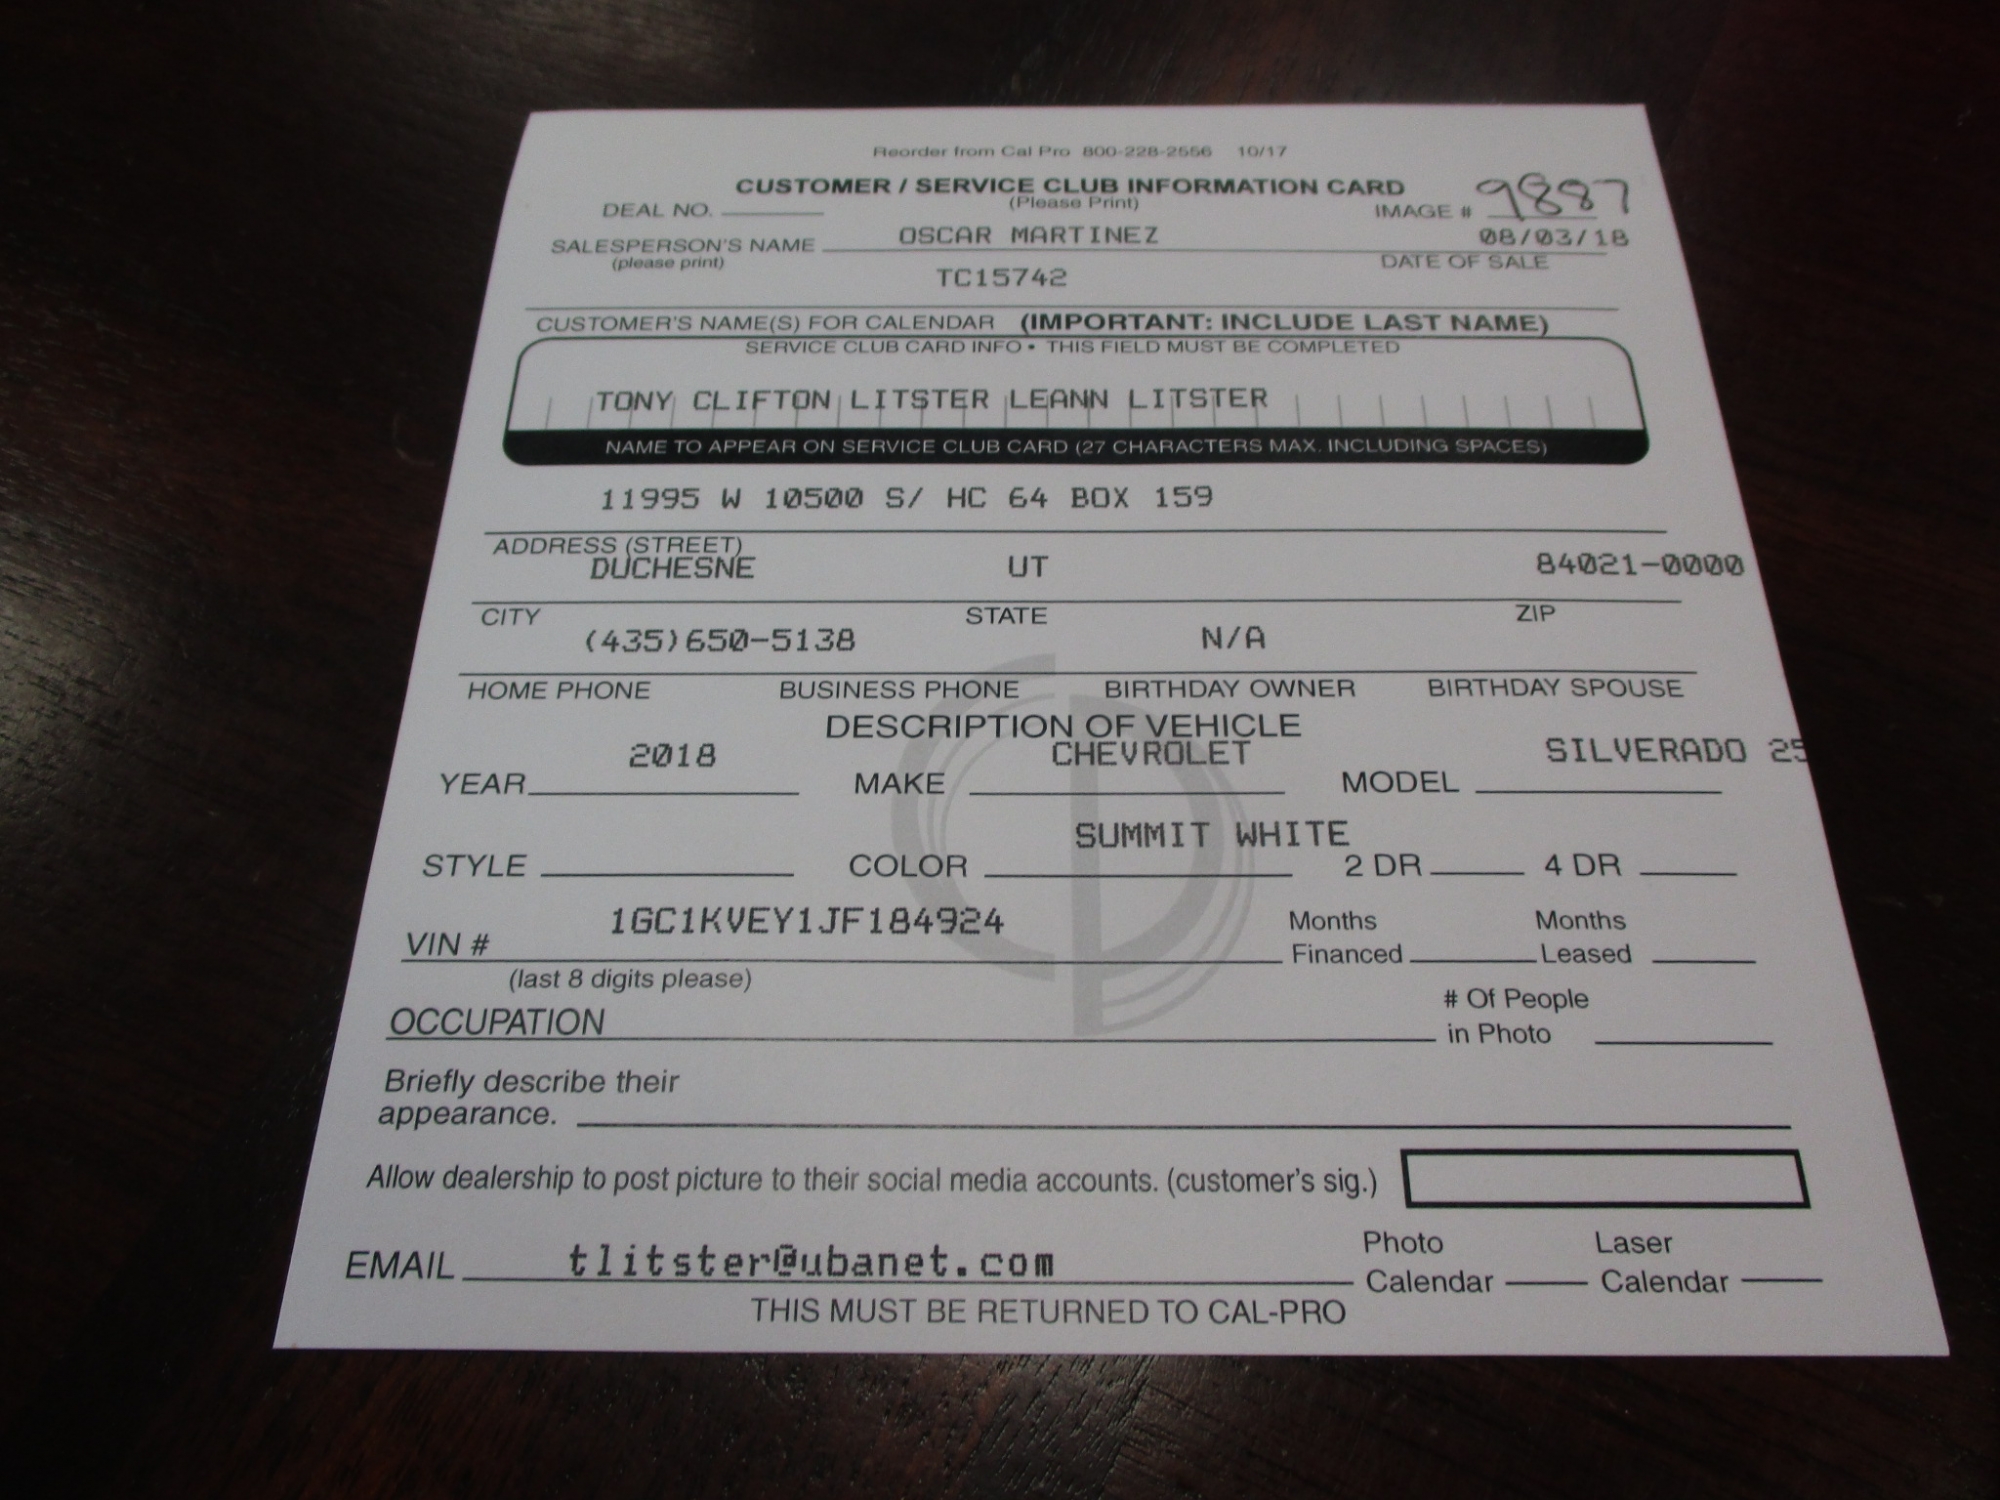 Reorder from Cal Pro 800-228-2556 10/17
CUSTOMER / SERVICE CLUB INFORMATION CARD
(Please Print)
DEAL NO. IMAGE # 9887
SALESPERSON'S NAME OSCAR MARTINEZ 08/03/18
(please print) DATE OF SALE
TC15742
CUSTOMER'S NAME(S) FOR CALENDAR (IMPORTANT: INCLUDE LAST NAME)
SERVICE CLUB CARD INFO • THIS FIELD MUST BE COMPLETED
TONY CLIFTON LITSTER LEANN LITSTER
NAME TO APPEAR ON SERVICE CLUB CARD (27 CHARACTERS MAX. INCLUDING SPACES)
11995 W 10500 S/ HC 64 BOX 159
ADDRESS (STREET)
DUCHESNE UT 84021-0000
CITY STATE ZIP
(435)650-5138 N/A
HOME PHONE BUSINESS PHONE BIRTHDAY OWNER BIRTHDAY SPOUSE
DESCRIPTION OF VEHICLE
2018 CHEVROLET SILVERADO 25
YEAR MAKE MODEL
SUMMIT WHITE
STYLE COLOR 2 DR 4 DR
1GC1KVEY1JF184924 Months Months
VIN # Financed Leased
(last 8 digits please)
# Of People
OCCUPATION in Photo
Briefly describe their
appearance.
Allow dealership to post picture to their social media accounts. (customer's sig.)
Photo Laser
EMAIL tlitster@ubanet.com Calendar Calendar
THIS MUST BE RETURNED TO CAL-PRO